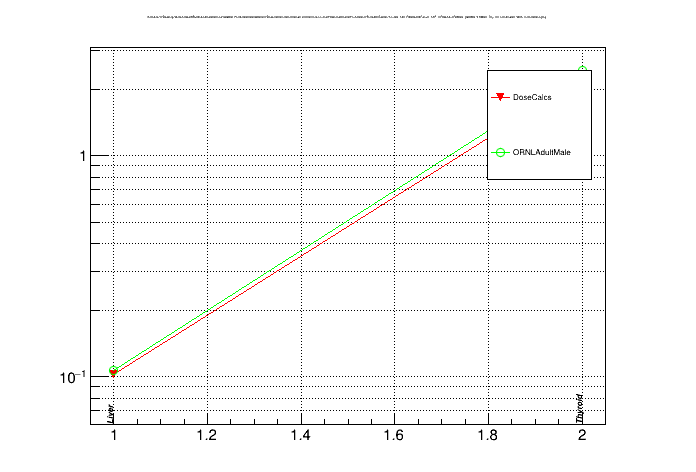 DoseCalcs
ORNLAdultMale
1
10⁻¹
Liver
Thyroid
1 1.2 1.4 1.6 1.8 2